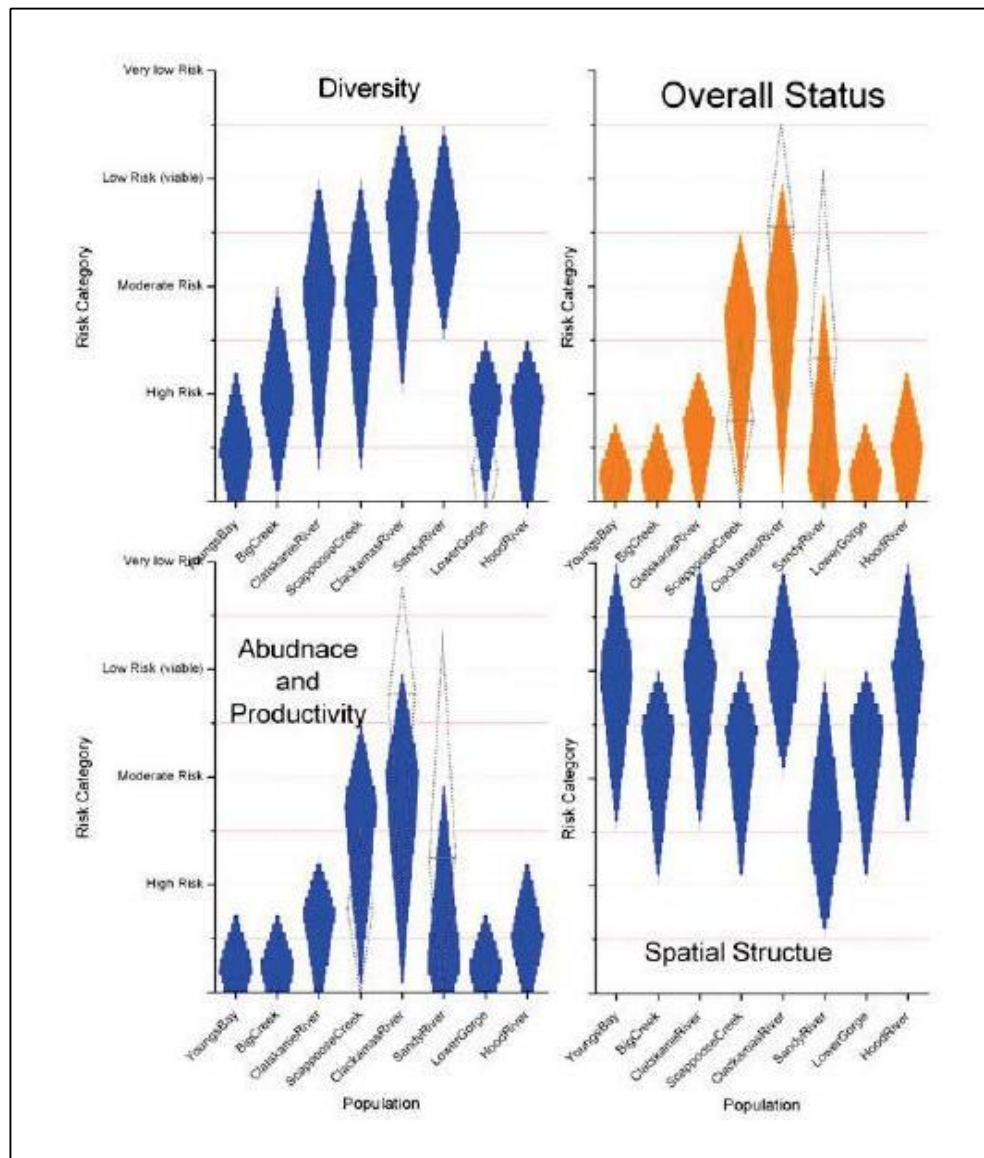 Very low Risk
Diversity
Low Risk (viable)
Moderate Risk
High Risk
Risk Category
YoungsBay
BigCreek
ClatskanieRiver
ScappooseCreek
ClackamasRiver
SandyRiver
LowerGorge
HoodRiver
Overall Status
Risk Category
YoungsBay
BigCreek
ClatskanieRiver
ScappooseCreek
ClackamasRiver
SandyRiver
LowerGorge
HoodRiver
Very low Risk
Abudnace
and
Productivity
Low Risk (viable)
Moderate Risk
High Risk
Risk Category
YoungsBay
BigCreek
ClatskanieRiver
ScappooseCreek
ClackamasRiver
SandyRiver
LowerGorge
HoodRiver
Population
Risk Category
Spatial Structue
YoungsBay
BigCreek
ClatskanieRiver
ScappooseCreek
ClackamasRiver
SandyRiver
LowerGorge
HoodRiver
Population